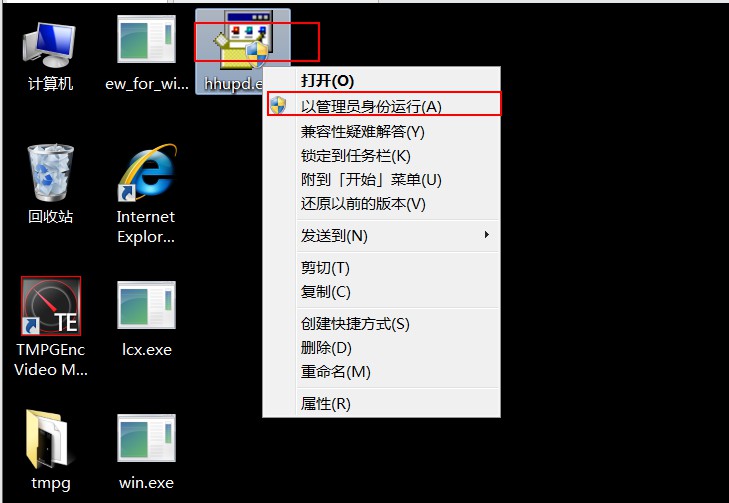 计算机
ew_for_wi...
hhupd.e
回收站
Internet
Explor...
TMPGEnc
Video M...
TE
lcx.exe
tmpg
win.exe
打开(O)
以管理员身份运行(A)
兼容性疑难解答(Y)
锁定到任务栏(K)
附到「开始」菜单(U)
还原以前的版本(V)
发送到(N)
剪切(T)
复制(C)
创建快捷方式(S)
删除(D)
重命名(M)
属性(R)